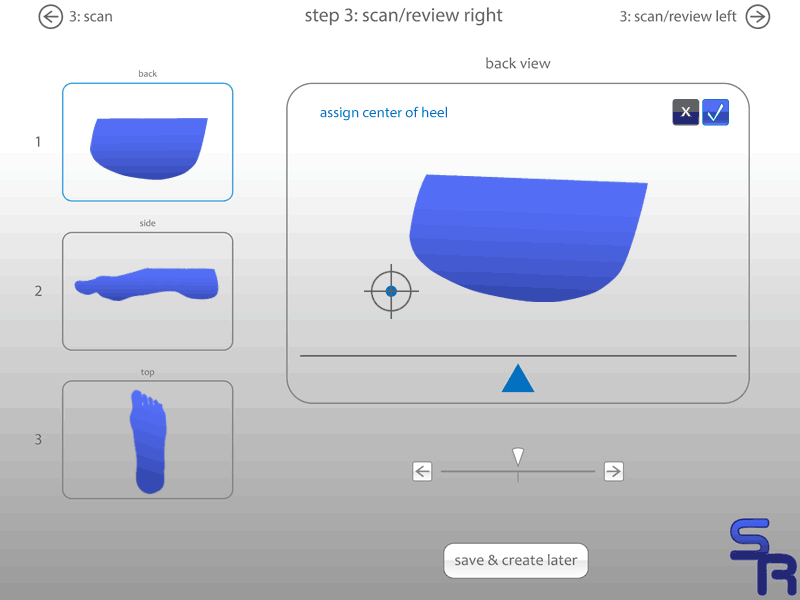 3: scan
step 3: scan/review right
3: scan/review left
back view
back
1
assign center of heel
X
side
2
top
3
save & create later
SR